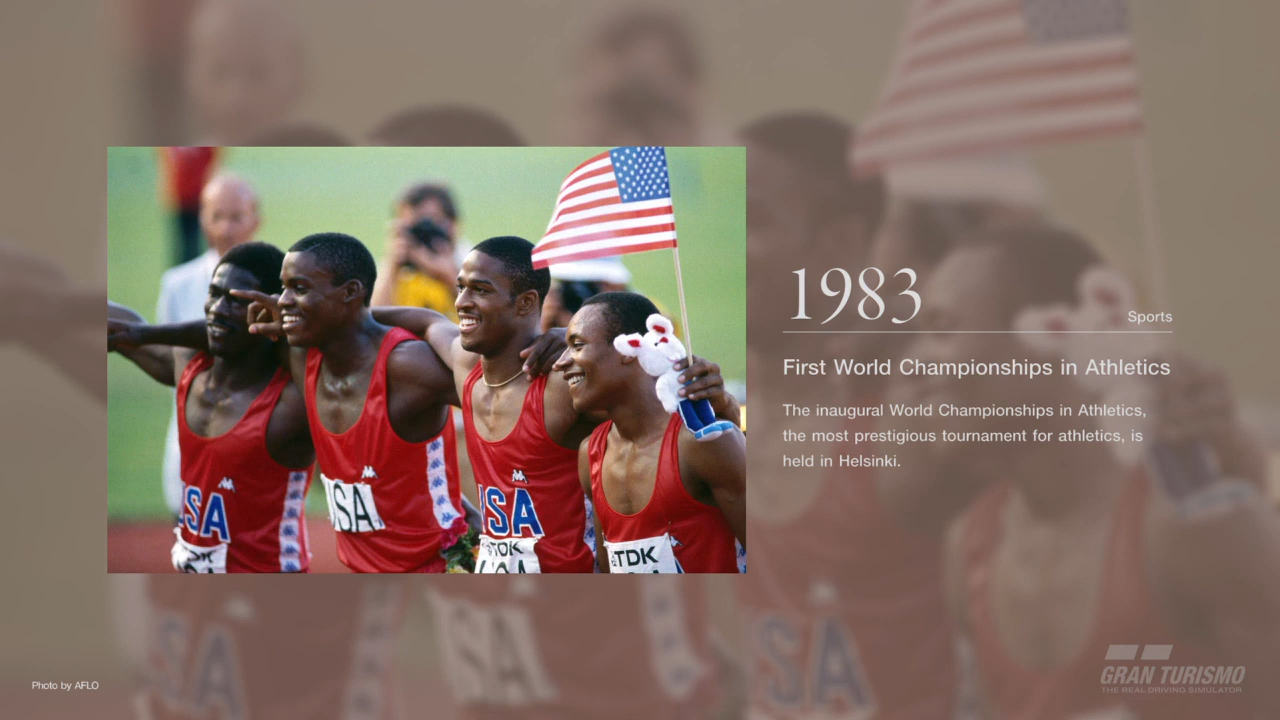 USA
USA
USA
TDK
TDK
TDK
1983
Sports
First World Championships in Athletics
The inaugural World Championships in Athletics,
the most prestigious tournament for athletics, is
held in Helsinki.
Photo by AFLO
GRAN TURISMO
THE REAL DRIVING SIMULATOR